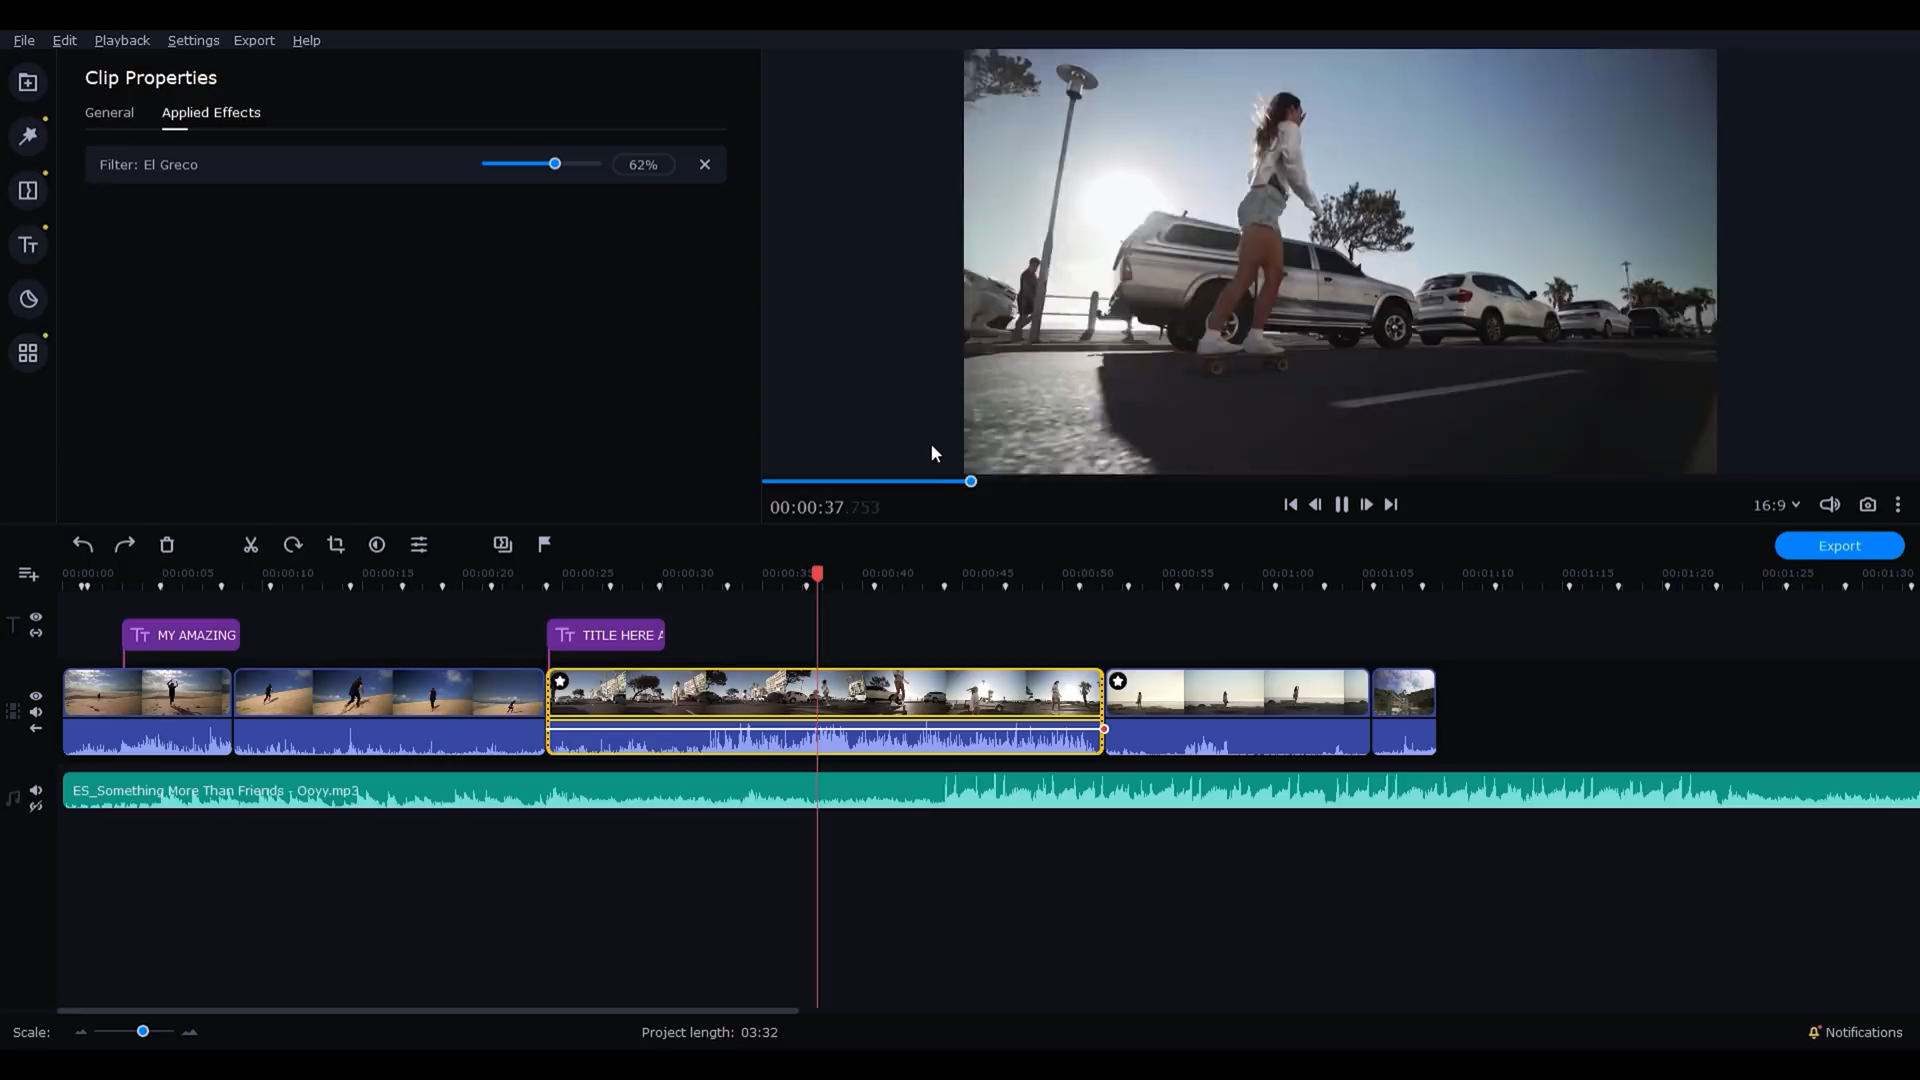 File Edit Playback Settings Export Help
Clip Properties
General Applied Effects
Filter: El Greco 62%
00:00:37.753
16:9
Export
00:00:00 00:00:05 00:00:10 00:00:15 00:00:20 00:00:25 00:00:30 00:00:35 00:00:40 00:00:45 00:00:50 00:00:55 00:01:00 00:01:05 00:01:10 00:01:15 00:01:20 00:01:25 00:01:30
MY AMAZING
TITLE HERE A
ES_Something More Than Friends - Ooyy.mp3
Scale:
Project length: 03:32
Notifications